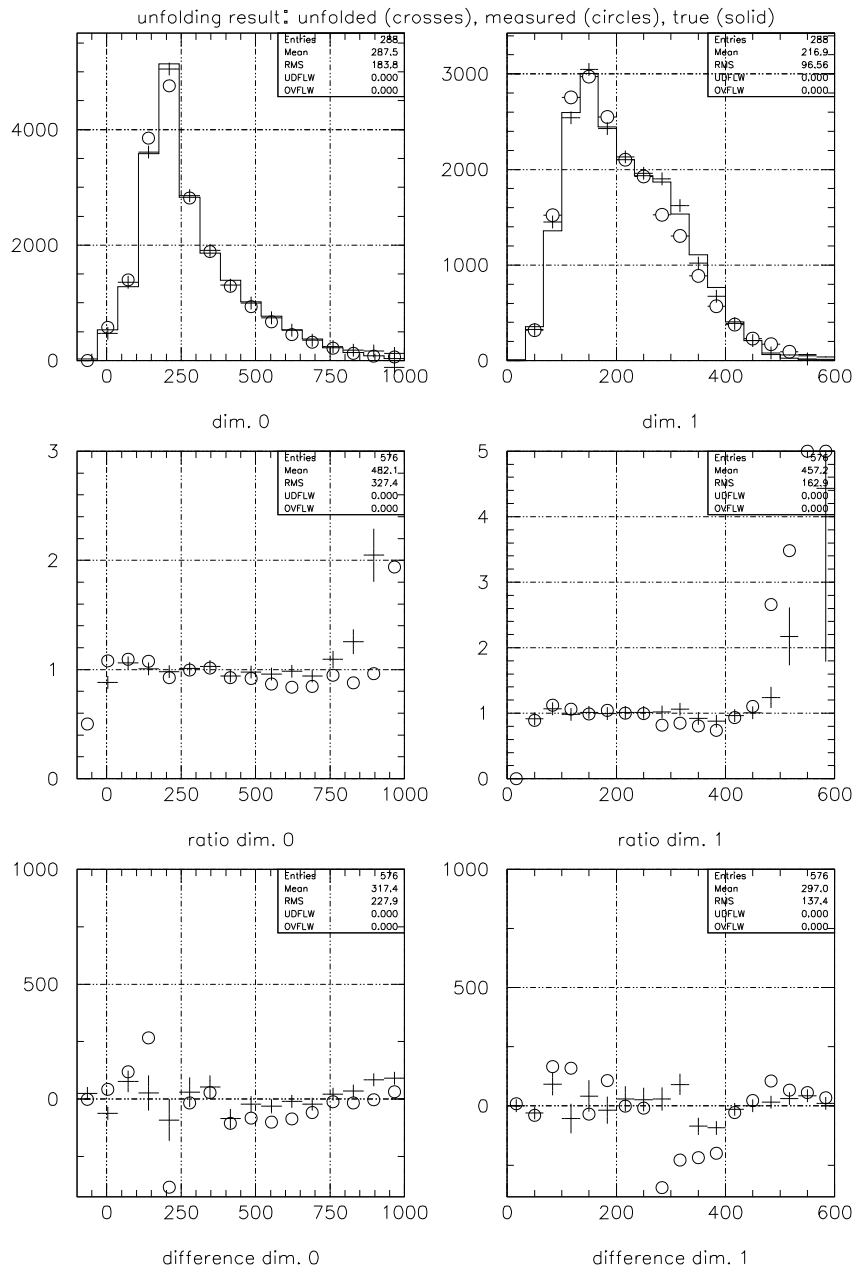 unfolding result: unfolded (crosses), measured (circles), true (solid)
Entries 288
Mean 287.5
RMS 183.8
UDFLW 0.000
OVFLW 0.000
4000
2000
0
0 250 500 750 1000
dim. 0
Entries 288
Mean 216.9
RMS 96.56
UDFLW 0.000
OVFLW 0.000
3000
2000
1000
0
0 200 400 600
dim. 1
Entries 576
Mean 482.1
RMS 327.4
UDFLW 0.000
OVFLW 0.000
3
2
1
0
0 250 500 750 1000
ratio dim. 0
Entries 576
Mean 457.2
RMS 162.9
UDFLW 0.000
OVFLW 0.000
5
4
3
2
1
0
0 200 400 600
ratio dim. 1
Entries 576
Mean 317.4
RMS 227.9
UDFLW 0.000
OVFLW 0.000
1000
500
0
0 250 500 750 1000
difference dim. 0
Entries 576
Mean 297.0
RMS 137.4
UDFLW 0.000
OVFLW 0.000
1000
500
0
0 200 400 600
difference dim. 1